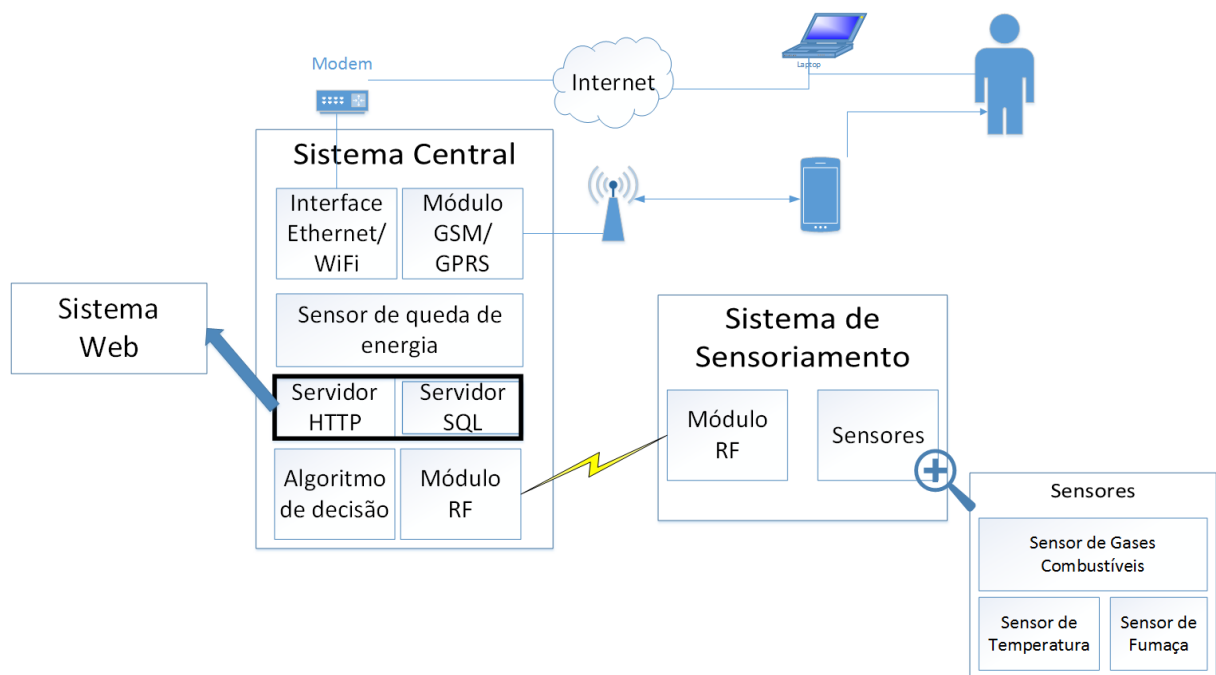 Modem
Internet
Laptop
Sistema Central
Interface
Ethernet/
WiFi
Módulo
GSM/
GPRS
Sensor de queda de
energia
Servidor
HTTP
Servidor
SQL
Algoritmo
de decisão
Módulo
RF
Sistema
Web
Sistema de
Sensoriamento
Módulo
RF
Sensores
Sensores
Sensor de Gases
Combustíveis
Sensor de
Temperatura
Sensor de
Fumaça